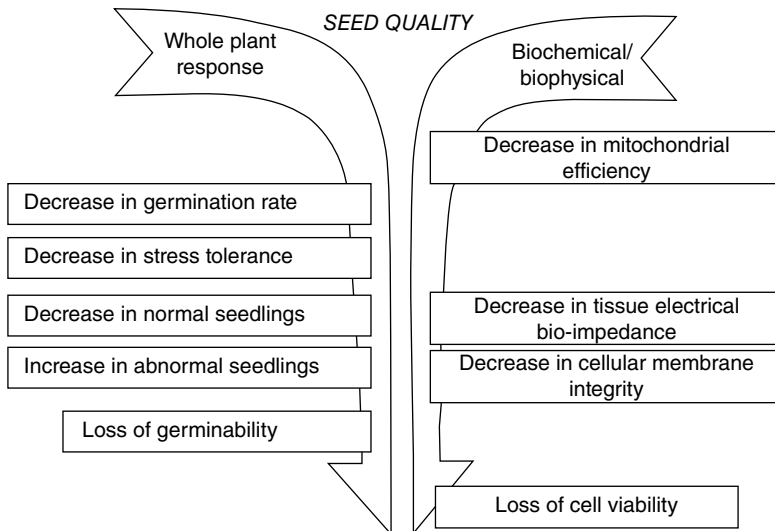 SEED QUALITY
Whole plant
response
Biochemical/
biophysical
Decrease in mitochondrial
efficiency
Decrease in germination rate
Decrease in stress tolerance
Decrease in normal seedlings
Decrease in tissue electrical
bio-impedance
Increase in abnormal seedlings
Decrease in cellular membrane
integrity
Loss of germinability
Loss of cell viability